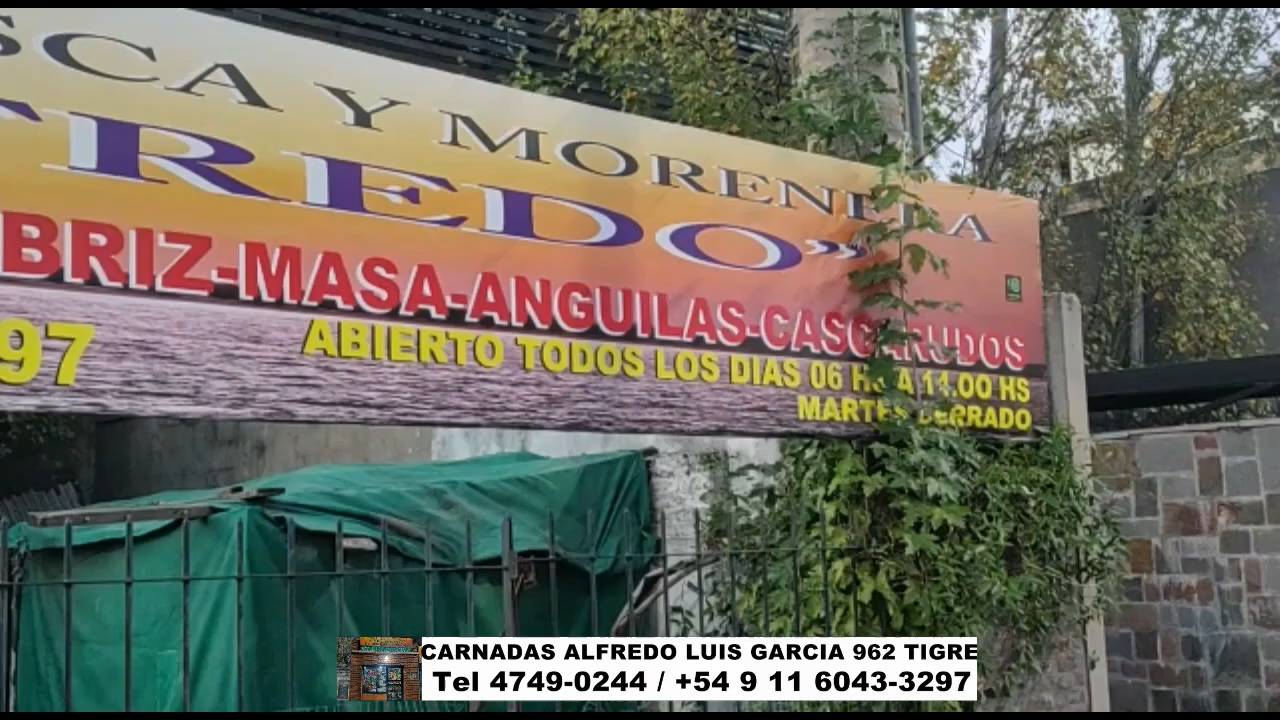 SCA Y MORENITA
FREDO”
BRIZ-MASA-ANGUILAS-CASCARUDOS
97
ABIERTO TODOS LOS DIAS 06 HS A 14.00 HS
MARTES CERRADO
CARNADAS ALFREDO LUIS GARCIA 962 TIGRE
Tel 4749-0244 / +54 9 11 6043-3297